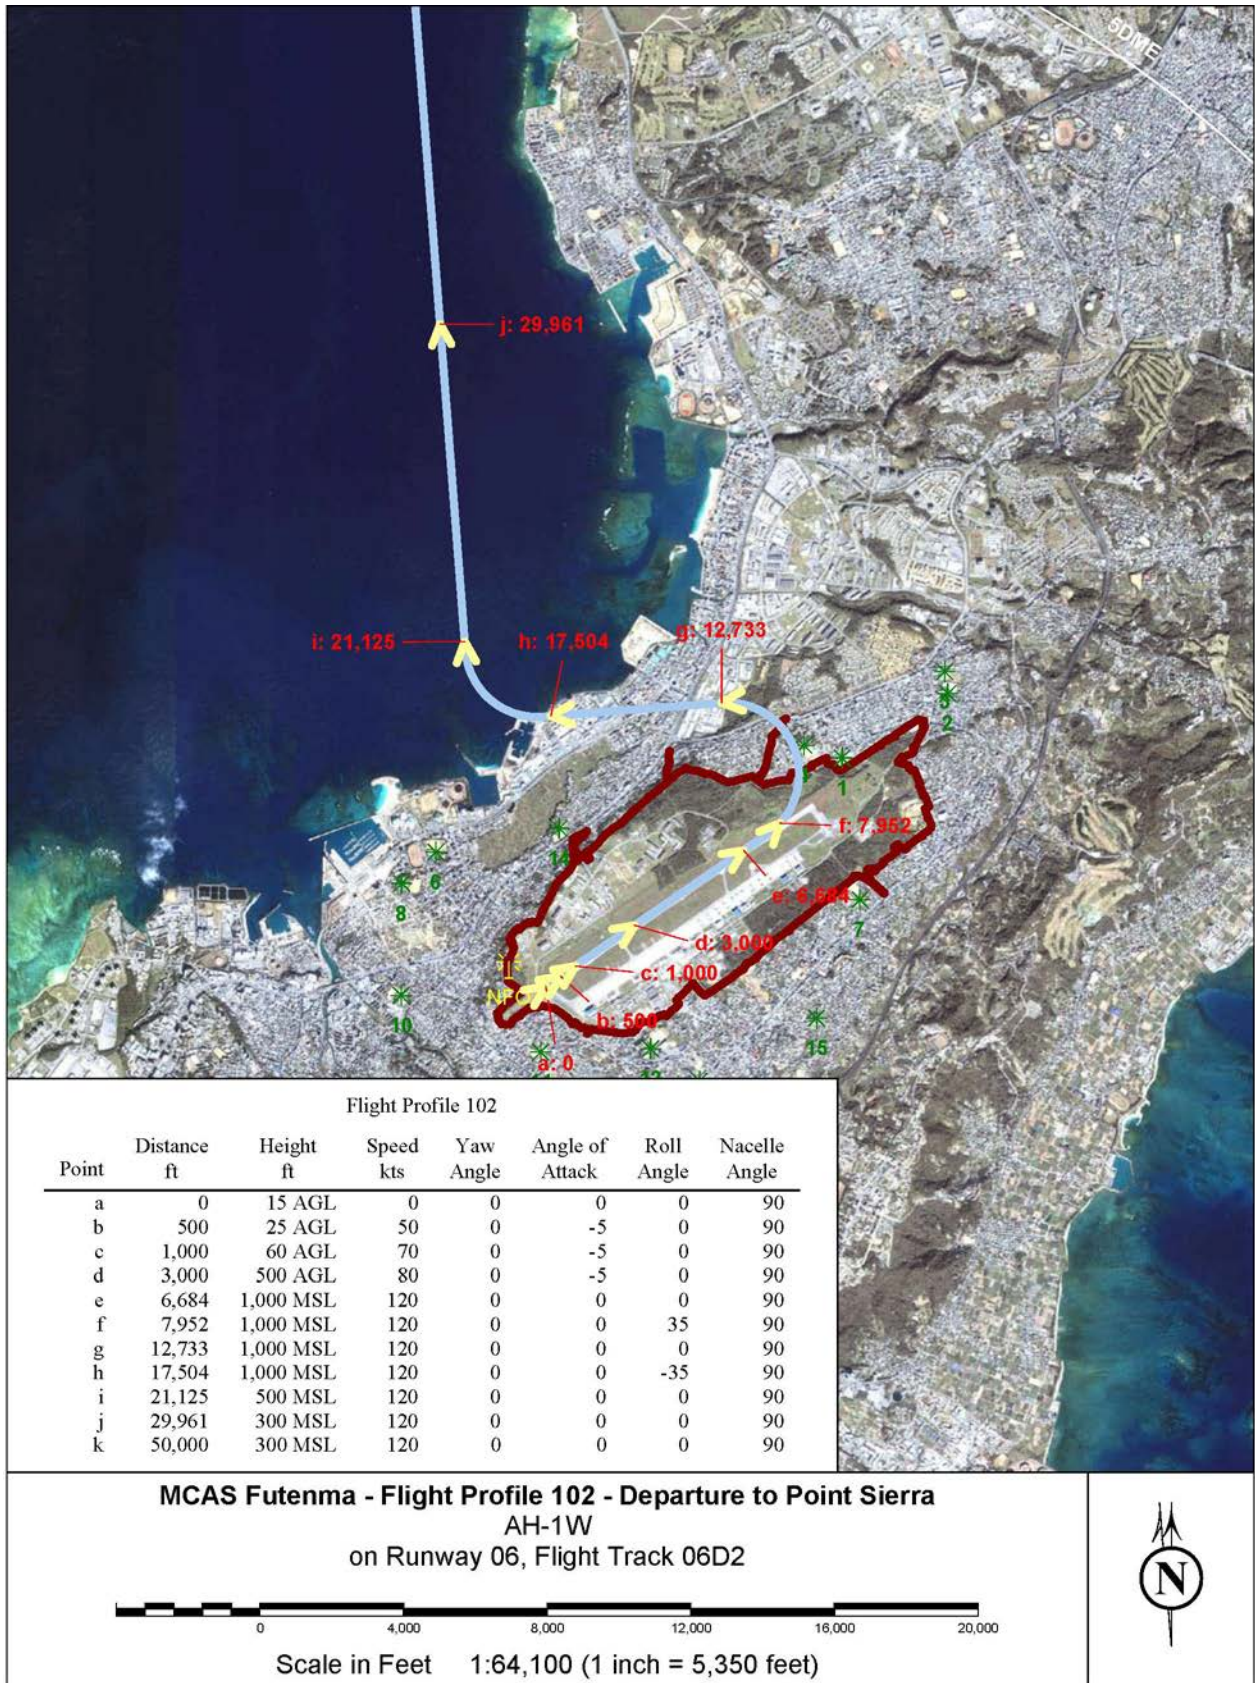 5DME
j: 29,961
i: 21,125
h: 17,504
g: 12,733
3
2
1
f: 7,952
14
6
8
e: 6,684
7
d: 3,000
c: 1,000
10
b: 500
15
a: 0
Flight Profile 102
Point Distance ft Height ft Speed kts Yaw Angle Angle of Attack Roll Angle Nacelle Angle
a 0 15 AGL 0 0 0 0 90
b 500 25 AGL 50 0 -5 0 90
c 1,000 60 AGL 70 0 -5 0 90
d 3,000 500 AGL 80 0 -5 0 90
e 6,684 1,000 MSL 120 0 0 0 90
f 7,952 1,000 MSL 120 0 0 35 90
g 12,733 1,000 MSL 120 0 0 0 90
h 17,504 1,000 MSL 120 0 0 -35 90
i 21,125 500 MSL 120 0 0 0 90
j 29,961 300 MSL 120 0 0 0 90
k 50,000 300 MSL 120 0 0 0 90
MCAS Futenma - Flight Profile 102 - Departure to Point Sierra
AH-1W
on Runway 06, Flight Track 06D2
0 4,000 8,000 12,000 16,000 20,000
Scale in Feet 1:64,100 (1 inch = 5,350 feet)
N